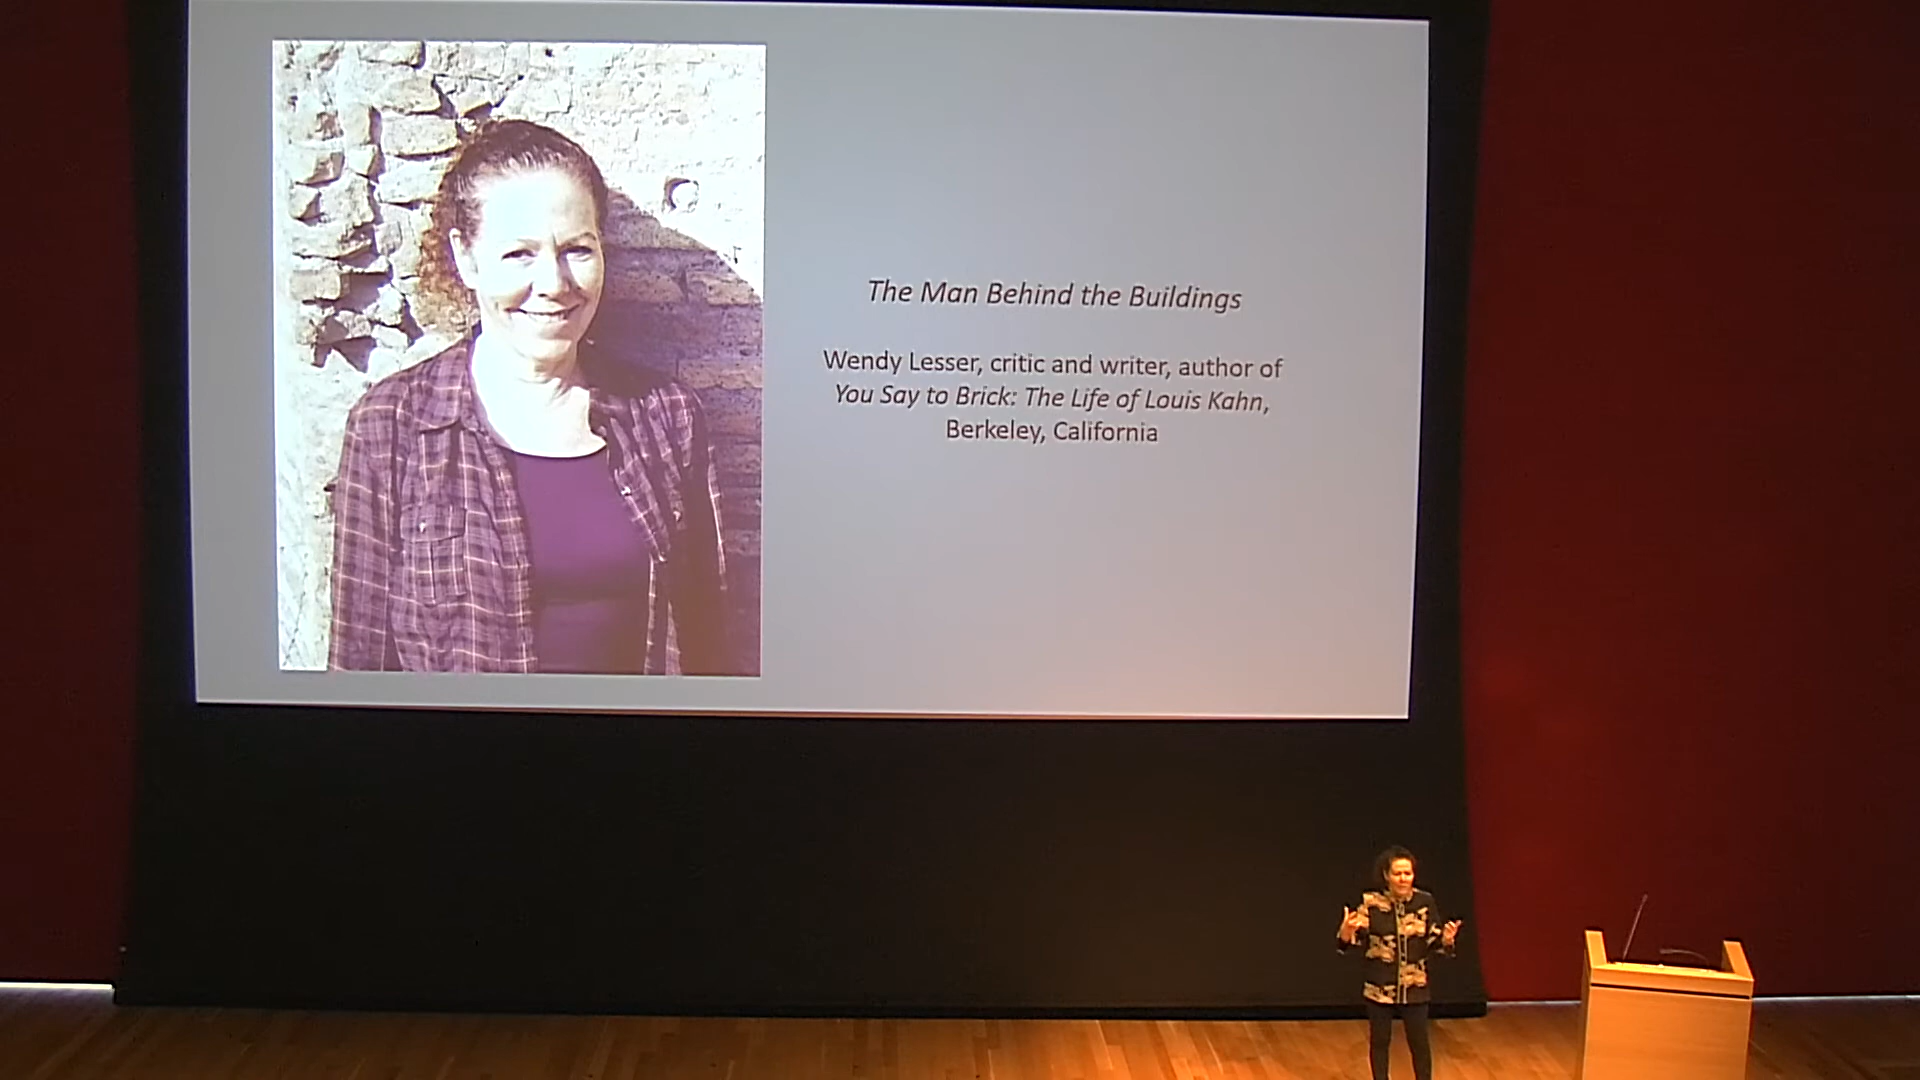 The Man Behind the Buildings
Wendy Lesser, critic and writer, author of
You Say to Brick: The Life of Louis Kahn,
Berkeley, California